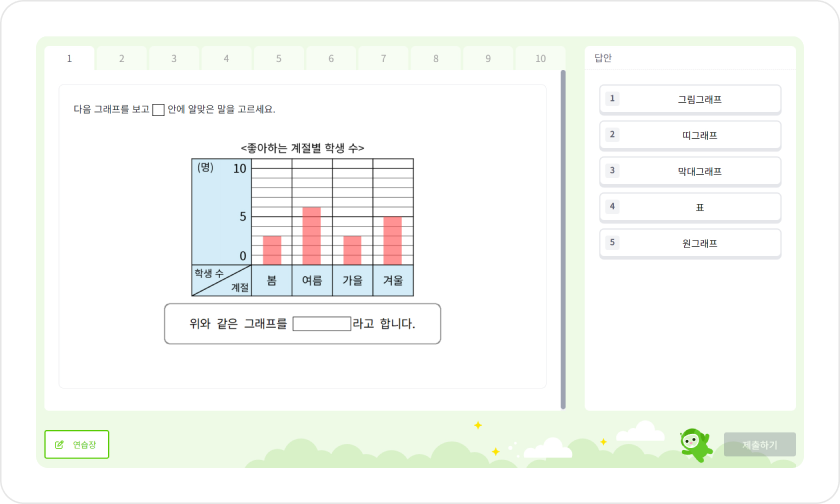 1 2 3 4 5 6 7 8 9 10
다음 그래프를 보고 안에 알맞은 말을 고르세요.
<좋아하는 계절별 학생 수>
(명) 10
5
0
학생 수
계절
봄 여름 가을 겨울
위와 같은 그래프를 라고 합니다.
답안
1 그림그래프
2 띠그래프
3 막대그래프
4 표
5 원그래프
연습장
제출하기